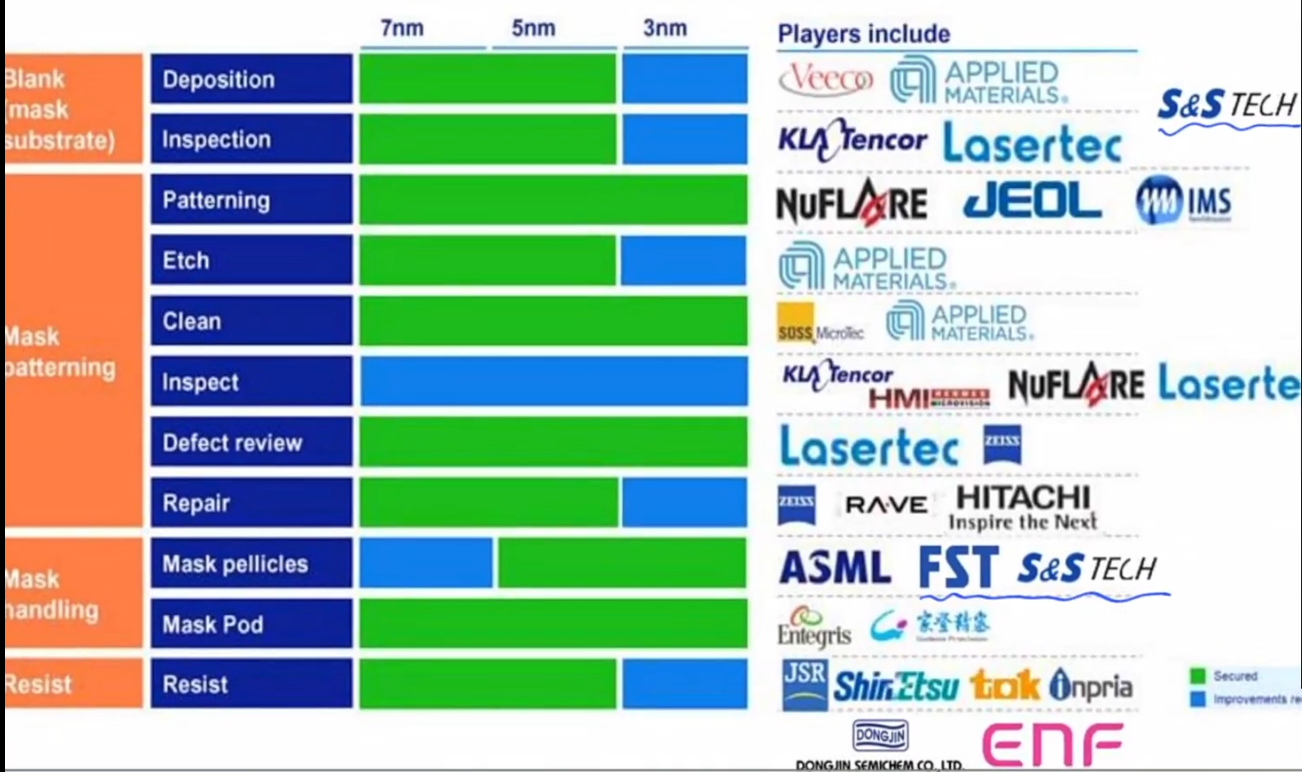 7nm 5nm 3nm Players include
Blank
(mask
substrate)
Deposition
Veeco APPLIED MATERIALS®
S&S TECH
Inspection
KLA Tencor Lasertec
Mask
patterning
Patterning
NUFLARE JEOL IMS
Etch
APPLIED MATERIALS®
Clean
SUSS MicroTec APPLIED MATERIALS®
Inspect
KLA Tencor HMI HERMES MICROVISION NUFLARE Laserte
Defect review
Lasertec ZEISS
Repair
ZEISS RAVE HITACHI
Inspire the Next
Mask
handling
Mask pellicles
ASML FST S&S TECH
Mask Pod
Entegris 家登精密
Resist
Resist
JSR ShinEtsu tok inpria
Secured
Improvements re
DONGJIN ENF
DONGJIN SEMICHEM CO., LTD.